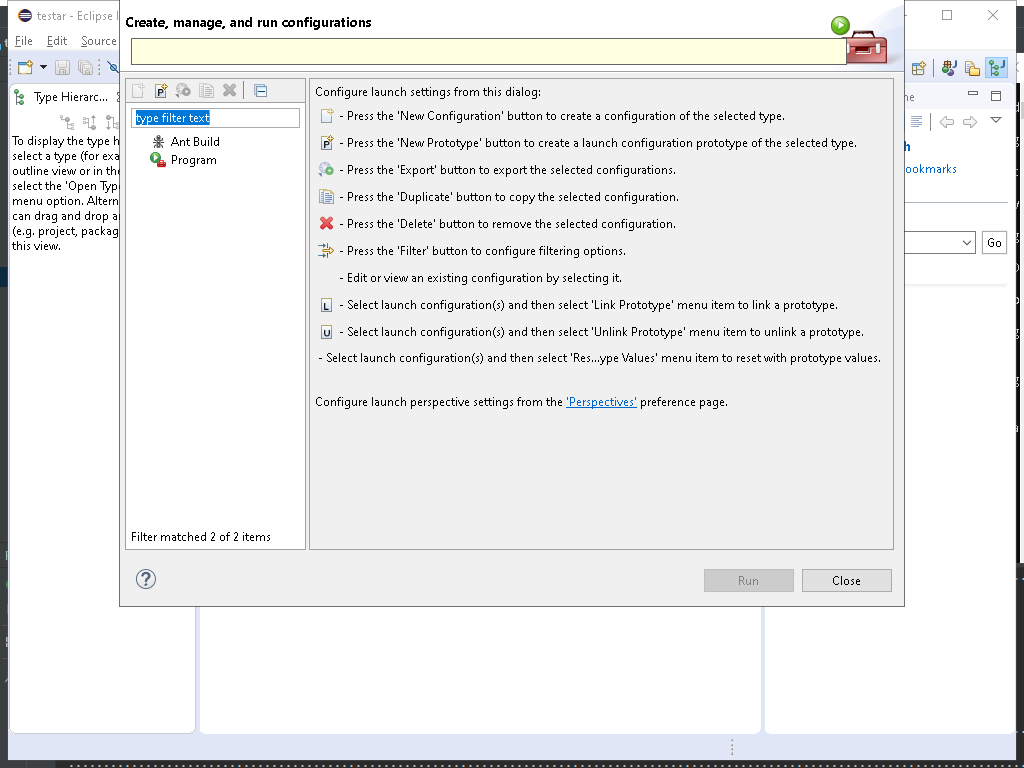 testar - Eclipse I
Create, manage, and run configurations
File Edit Source
Type Hierarc...
To display the type h
select a type (for exa
outline view or in the
select the 'Open Typ
menu option. Altern
can drag and drop a
(e.g. project, packag
this view.
type filter text
Ant Build
Program
Filter matched 2 of 2 items
Configure launch settings from this dialog:
- Press the 'New Configuration' button to create a configuration of the selected type.
- Press the 'New Prototype' button to create a launch configuration prototype of the selected type.
- Press the 'Export' button to export the selected configurations.
- Press the 'Duplicate' button to copy the selected configuration.
- Press the 'Delete' button to remove the selected configuration.
- Press the 'Filter' button to configure filtering options.
- Edit or view an existing configuration by selecting it.
L - Select launch configuration(s) and then select 'Link Prototype' menu item to link a prototype.
U - Select launch configuration(s) and then select 'Unlink Prototype' menu item to unlink a prototype.
- Select launch configuration(s) and then select 'Res...ype Values' menu item to reset with prototype values.
Configure launch perspective settings from the 'Perspectives' preference page.
Run Close
ne
h
ookmarks
Go